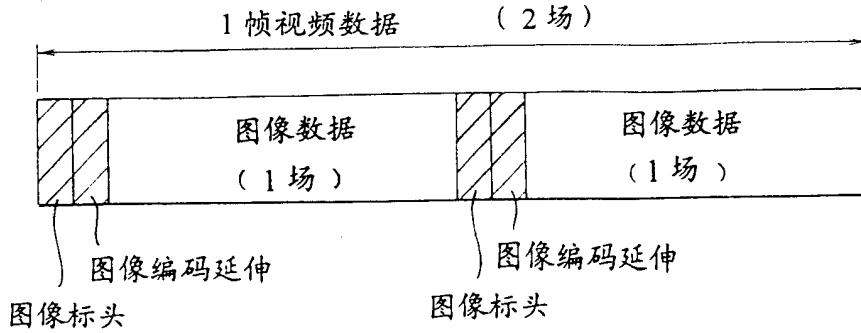 1帧视频数据 （2场）
图像数据 图像数据
（1场） （1场）
图像编码延伸 图像编码延伸
图像标头 图像标头